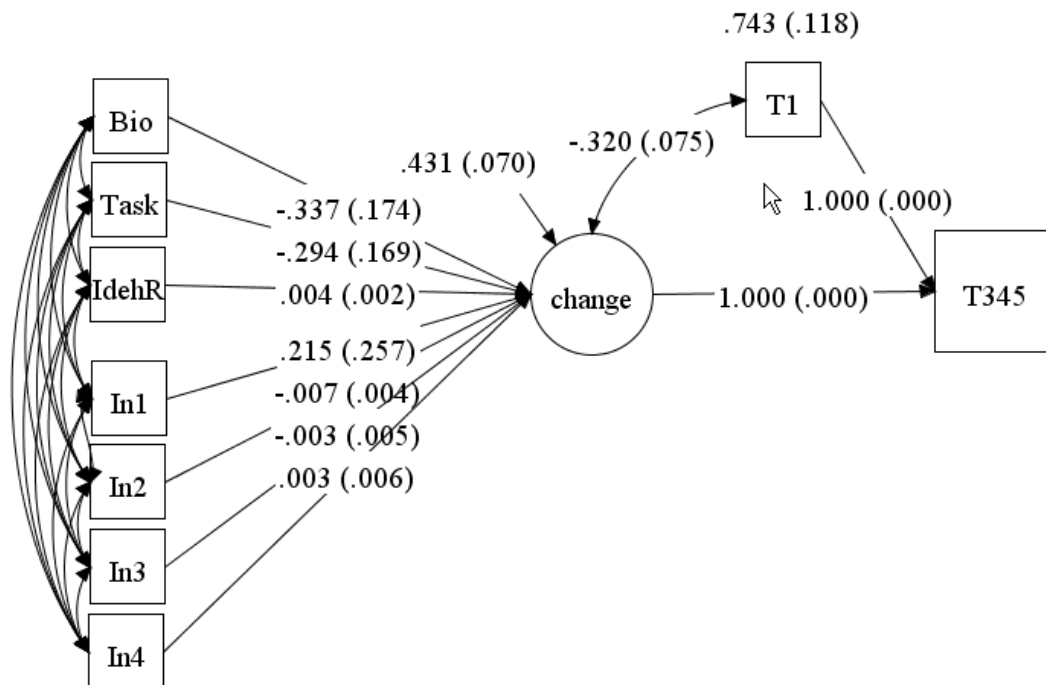 .743 (.118)
Bio
T1
-.320 (.075)
.431 (.070)
Task
-.337 (.174)
1.000 (.000)
-.294 (.169)
IdehR
.004 (.002)
change
1.000 (.000)
T345
.215 (.257)
In1
-.007 (.004)
-.003 (.005)
In2
.003 (.006)
In3
In4